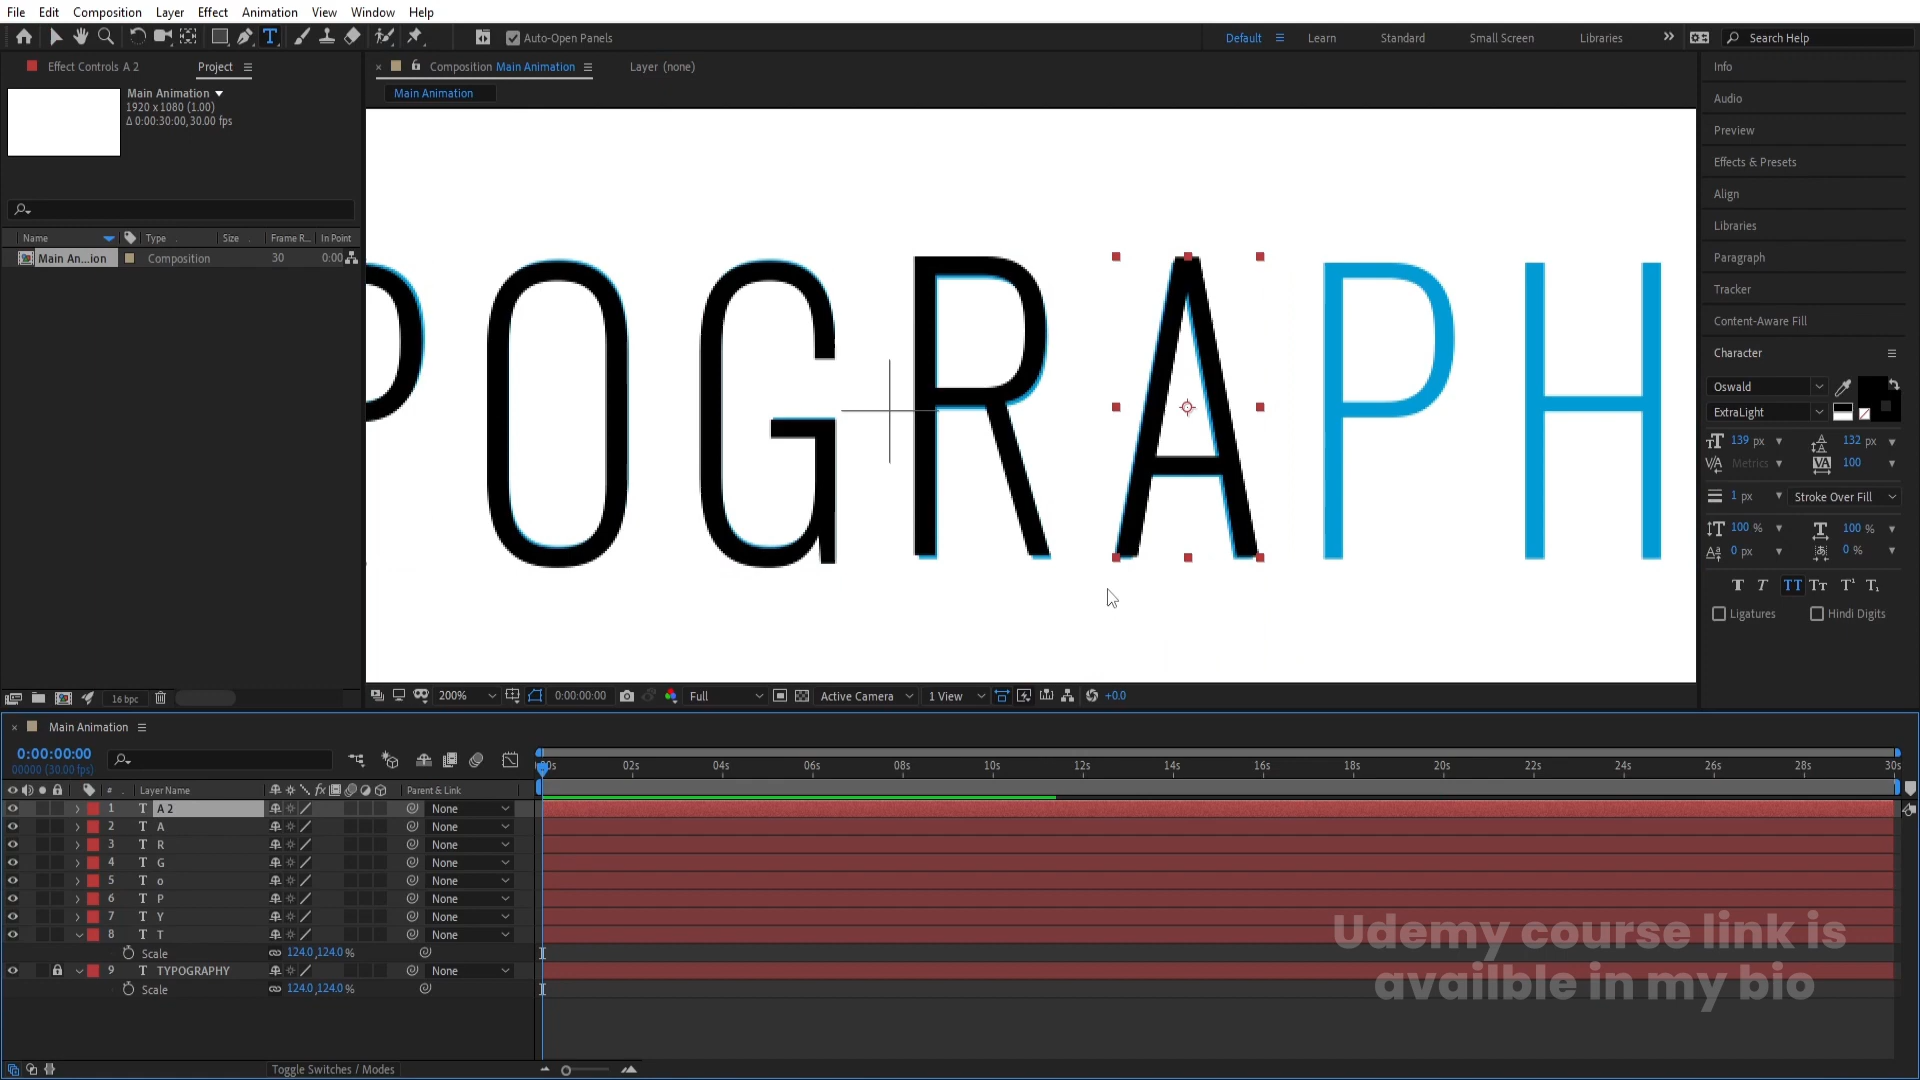 File Edit Composition Layer Effect Animation View Window Help
Auto-Open Panels
Default Learn Standard Small Screen Libraries Search Help
Effect Controls A 2 Project
Composition Main Animation Layer (none)
Main Animation
Main Animation
1920 x 1080 (1.00)
Δ 0:00:30:00, 30.00 fps
Name Type Size Frame R... In Point
Main An...ion Composition 30 0:00
POGRAPH
Info
Audio
Preview
Effects & Presets
Align
Libraries
Paragraph
Tracker
Content-Aware Fill
Character
Oswald
ExtraLight
139 px 132 px
Metrics 100
1 px Stroke Over Fill
100 % 100 %
0 px 0 %
T T TT Tt T¹ T₁
Ligatures Hindi Digits
16 bpc
200% 0:00:00:00 Full Active Camera 1 View +0.0
Main Animation
0:00:00:00
00000 (30.00 fps)
00s 02s 04s 06s 08s 10s 12s 14s 16s 18s 20s 22s 24s 26s 28s 30s
# Layer Name fx Parent & Link
1 T A 2 None
2 T A None
3 T R None
4 T G None
5 T o None
6 T P None
7 T Y None
8 T T None
Scale 124.0,124.0 %
9 T TYPOGRAPHY None
Scale 124.0,124.0 %
Udemy course link is
availble in my bio
Toggle Switches / Modes